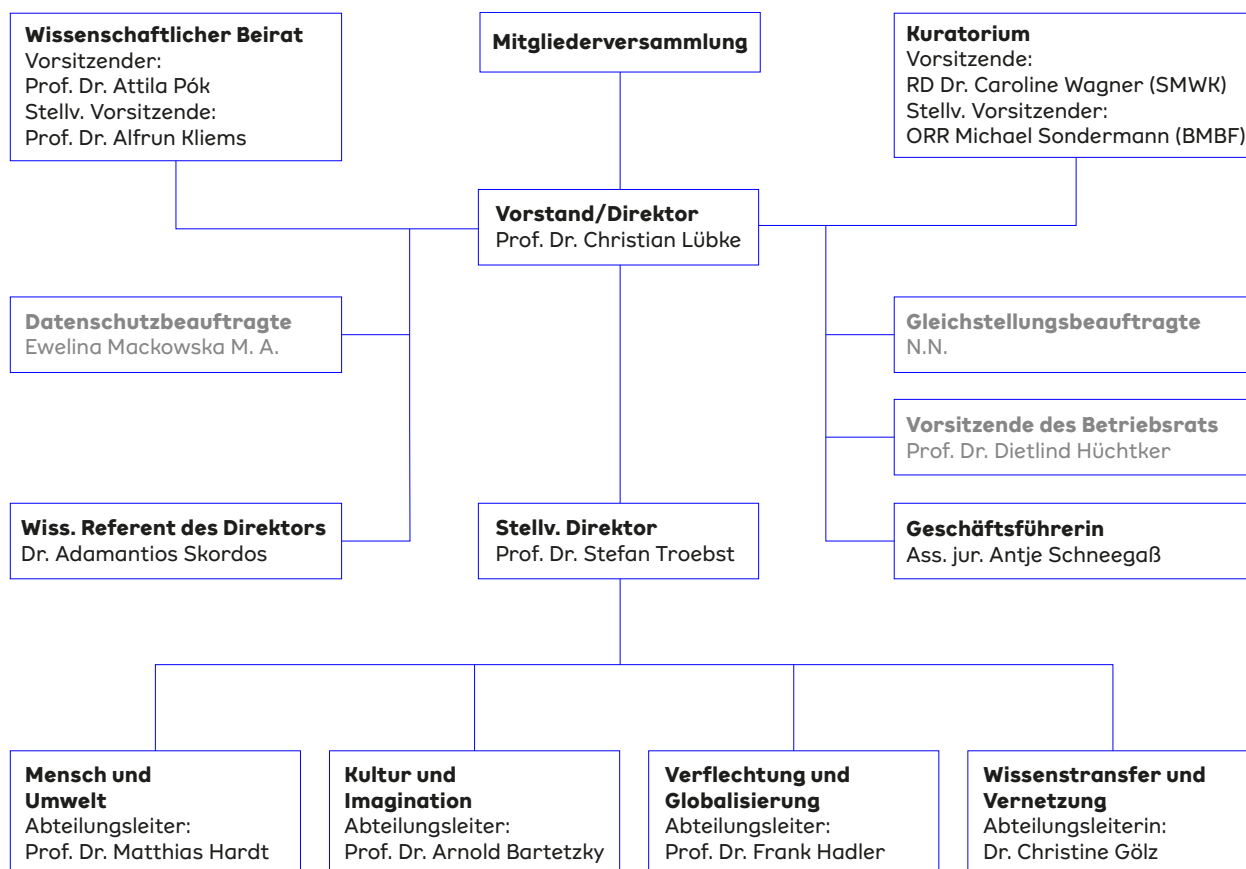 Wissenschaftlicher Beirat
Vorsitzender:
Prof. Dr. Attila Pók
Stellv. Vorsitzende:
Prof. Dr. Alfrun Kliems
Mitgliederversammlung
Kuratorium
Vorsitzende:
RD Dr. Caroline Wagner (SMWK)
Stellv. Vorsitzender:
ORR Michael Sondermann (BMBF)
Vorstand/Direktor
Prof. Dr. Christian Lübke
Datenschutzbeauftragte
Ewelina Mackowska M. A.
Gleichstellungsbeauftragte
N.N.
Vorsitzende des Betriebsrats
Prof. Dr. Dietlind Hüchtker
Wiss. Referent des Direktors
Dr. Adamantios Skordos
Stellv. Direktor
Prof. Dr. Stefan Troebst
Geschäftsführerin
Ass. jur. Antje Schneegaß
Mensch und
Umwelt
Abteilungsleiter:
Prof. Dr. Matthias Hardt
Kultur und
Imagination
Abteilungsleiter:
Prof. Dr. Arnold Bartetzky
Verflechtung und
Globalisierung
Abteilungsleiter:
Prof. Dr. Frank Hadler
Wissenstransfer und
Vernetzung
Abteilungsleiterin:
Dr. Christine Gölz